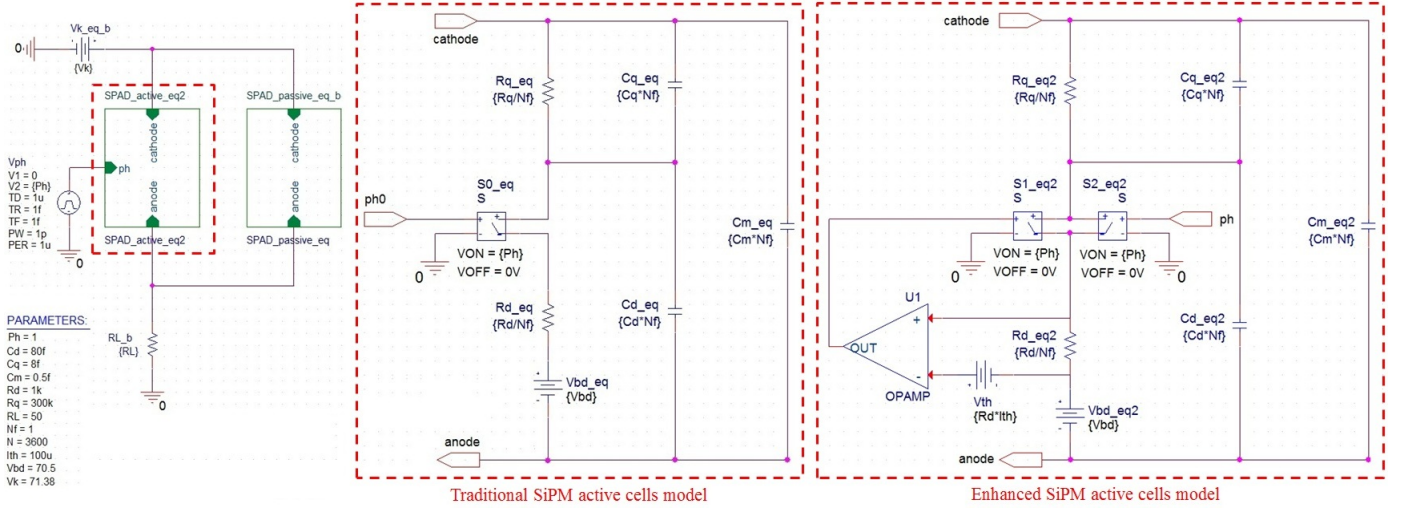 Vk_eq_b
0
{Vk}
SPAD_active_eq2
SPAD_passive_eq_b
cathode
cathode
ph
anode
anode
SPAD_active_eq2
SPAD_passive_eq
Vph
V1 = 0
V2 = {Ph}
TD = 1u
TR = 1f
TF = 1f
PW = 1p
PER = 1u
0
RL_b
{RL}
0
PARAMETERS:
Ph = 1
Cd = 80f
Cq = 8f
Cm = 0.5f
Rd = 1k
Rq = 300k
RL = 50
Nf = 1
N = 3600
Ith = 100u
Vbd = 70.5
Vk = 71.38
cathode
Rq_eq
{Rq/Nf}
Cq_eq
{Cq*Nf}
S0_eq
S
ph0
+ +
- -
VON = {Ph}
VOFF = 0V
0
Cm_eq
{Cm*Nf}
Rd_eq
{Rd/Nf}
Cd_eq
{Cd*Nf}
+
Vbd_eq
{Vbd}
-
anode
Traditional SiPM active cells model
cathode
Rq_eq2
{Rq/Nf}
Cq_eq2
{Cq*Nf}
S1_eq2
S
S2_eq2
S
ph
+ +
- -
+ +
- -
VON = {Ph}
VOFF = 0V
VON = {Ph}
VOFF = 0V
0
0
Cm_eq2
{Cm*Nf}
U1
+
OUT
-
OPAMP
Rd_eq2
{Rd/Nf}
Cd_eq2
{Cd*Nf}
Vth
{Rd*Ith}
Vbd_eq2
{Vbd}
anode
Enhanced SiPM active cells model